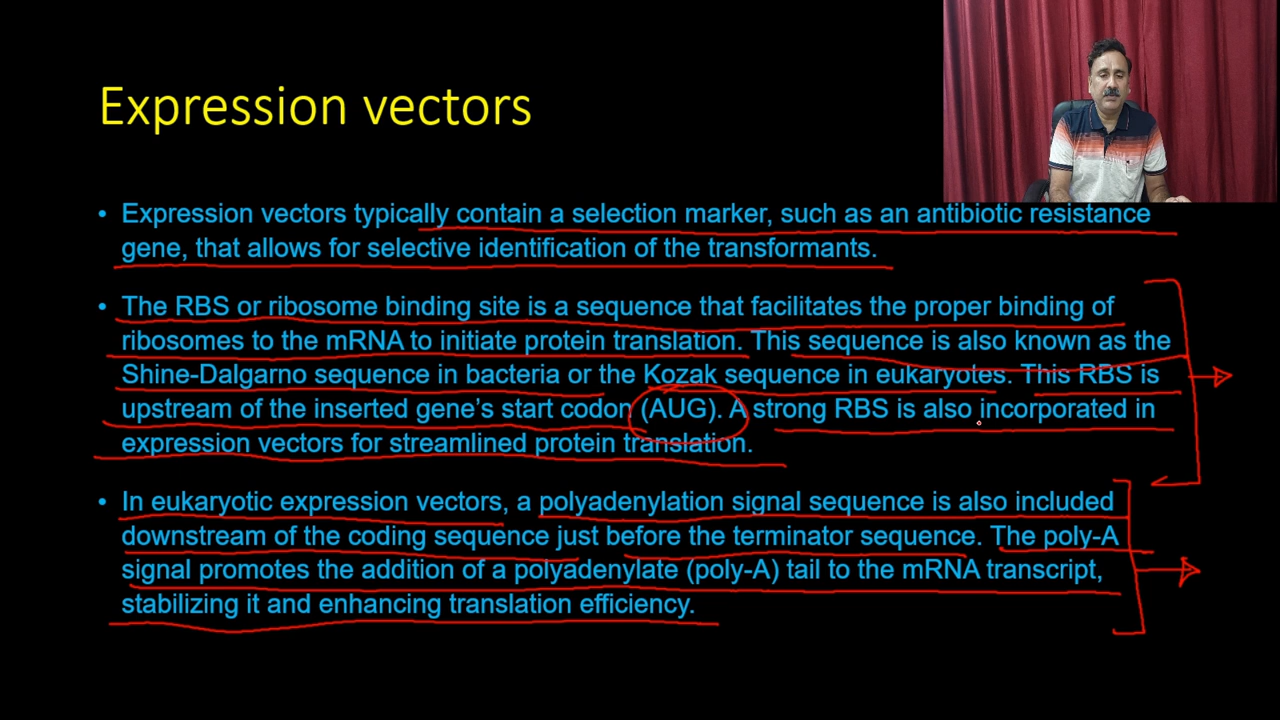 Expression vectors
• Expression vectors typically contain a selection marker, such as an antibiotic resistance
gene, that allows for selective identification of the transformants.
• The RBS or ribosome binding site is a sequence that facilitates the proper binding of
ribosomes to the mRNA to initiate protein translation. This sequence is also known as the
Shine-Dalgarno sequence in bacteria or the Kozak sequence in eukaryotes. This RBS is
upstream of the inserted gene's start codon (AUG). A strong RBS is also incorporated in
expression vectors for streamlined protein translation.
• In eukaryotic expression vectors, a polyadenylation signal sequence is also included
downstream of the coding sequence just before the terminator sequence. The poly-A
signal promotes the addition of a polyadenylate (poly-A) tail to the mRNA transcript,
stabilizing it and enhancing translation efficiency.